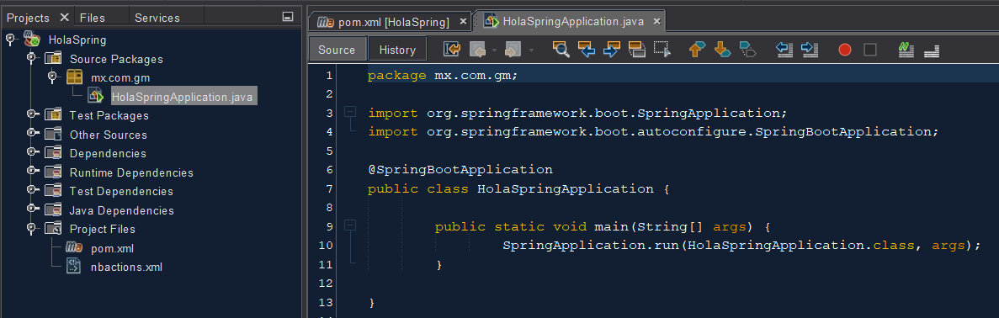 Projects Files Services
HolaSpring
Source Packages
mx.com.gm
HolaSpringApplication.java
Test Packages
Other Sources
Dependencies
Runtime Dependencies
Test Dependencies
Java Dependencies
Project Files
pom.xml
nbactions.xml
pom.xml [HolaSpring] HolaSpringApplication.java
Source History
1 package mx.com.gm;
2
3 import org.springframework.boot.SpringApplication;
4 import org.springframework.boot.autoconfigure.SpringBootApplication;
5
6 @SpringBootApplication
7 public class HolaSpringApplication {
8
9 public static void main(String[] args) {
10 SpringApplication.run(HolaSpringApplication.class, args);
11 }
12
13 }